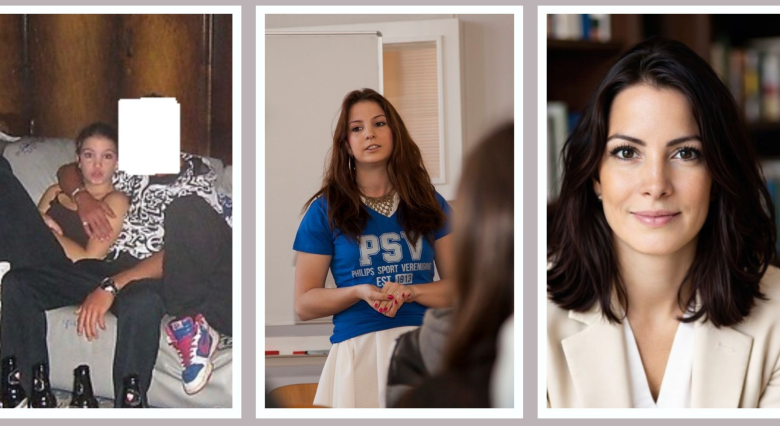 PSV
PHILIPS SPORT VERENIGING
EST. 1913